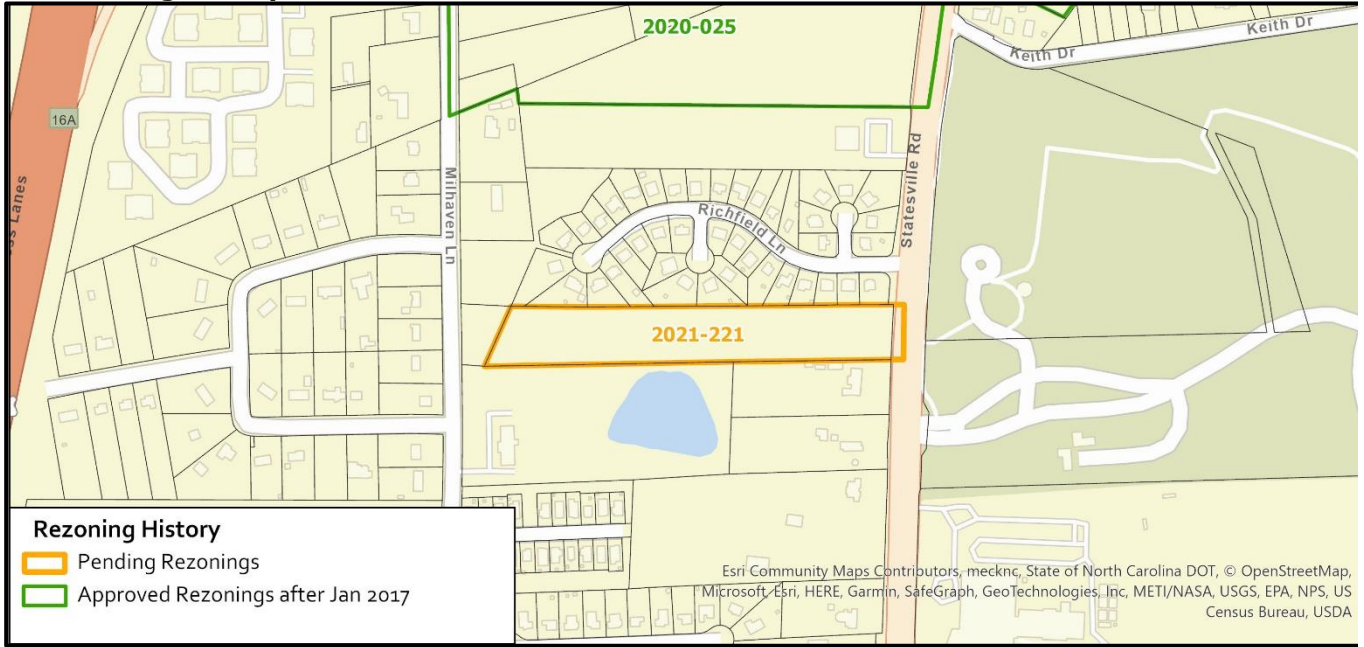 2020-025
Keith Dr
Keith Dr
16A
Milhaven Ln
Statesville Rd
Richfield Ln
Lanes
2021-221
Rezoning History
Pending Rezonings
Approved Rezonings after Jan 2017
Esri Community Maps Contributors, mecknc, State of North Carolina DOT, © OpenStreetMap,
Microsoft, Esri, HERE, Garmin, SafeGraph, GeoTechnologies, Inc, METI/NASA, USGS, EPA, NPS, US
Census Bureau, USDA